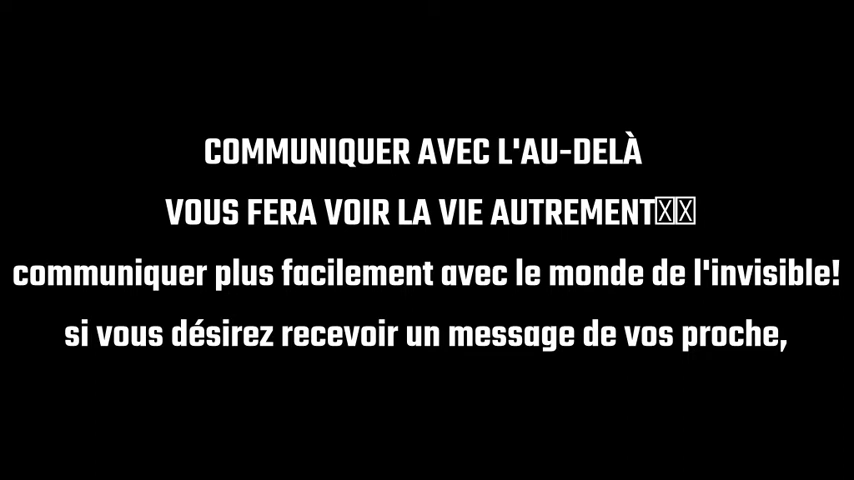 COMMUNIQUER AVEC L'AU-DELÀ
VOUS FERA VOIR LA VIE AUTREMENT
communiquer plus facilement avec le monde de l'invisible!
si vous désirez recevoir un message de vos proche,